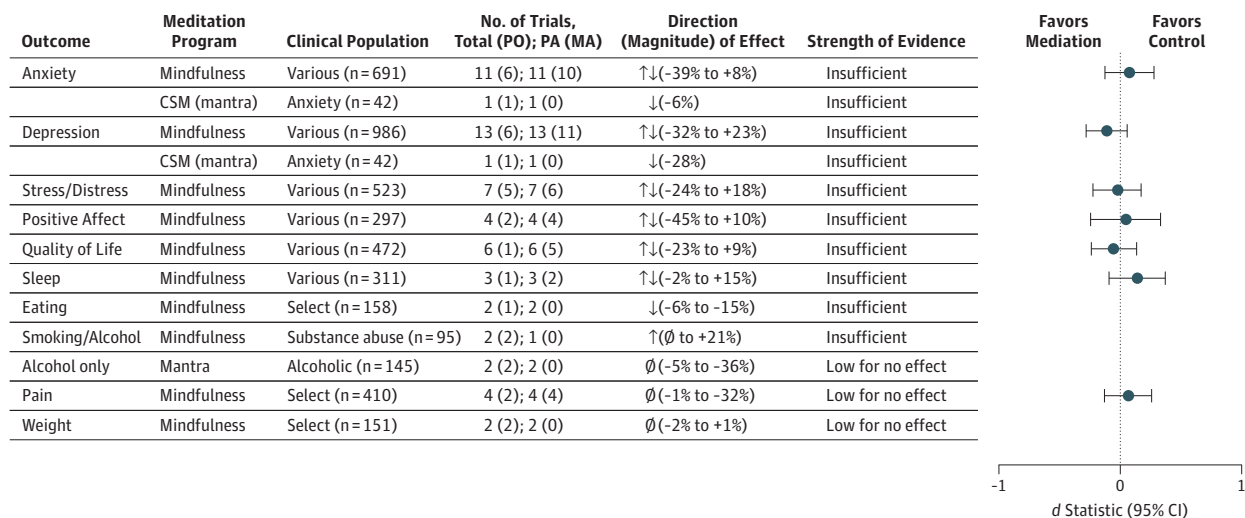 Outcome Meditation Program Clinical Population No. of Trials, Total (PO); PA (MA) Direction (Magnitude) of Effect Strength of Evidence Favors Mediation Favors Control
Anxiety Mindfulness Various (n=691) 11 (6); 11 (10) ↑↓(-39% to +8%) Insufficient
CSM (mantra) Anxiety (n=42) 1 (1); 1 (0) ↓(-6%) Insufficient
Depression Mindfulness Various (n=986) 13 (6); 13 (11) ↑↓(-32% to +23%) Insufficient
CSM (mantra) Anxiety (n=42) 1 (1); 1 (0) ↓(-28%) Insufficient
Stress/Distress Mindfulness Various (n=523) 7 (5); 7 (6) ↑↓(-24% to +18%) Insufficient
Positive Affect Mindfulness Various (n=297) 4 (2); 4 (4) ↑↓(-45% to +10%) Insufficient
Quality of Life Mindfulness Various (n=472) 6 (1); 6 (5) ↑↓(-23% to +9%) Insufficient
Sleep Mindfulness Various (n=311) 3 (1); 3 (2) ↑↓(-2% to +15%) Insufficient
Eating Mindfulness Select (n=158) 2 (1); 2 (0) ↓(-6% to -15%) Insufficient
Smoking/Alcohol Mindfulness Substance abuse (n=95) 2 (2); 1 (0) ↑(Ø to +21%) Insufficient
Alcohol only Mantra Alcoholic (n=145) 2 (2); 2 (0) Ø(-5% to -36%) Low for no effect
Pain Mindfulness Select (n=410) 4 (2); 4 (4) Ø(-1% to -32%) Low for no effect
Weight Mindfulness Select (n=151) 2 (2); 2 (0) Ø(-2% to +1%) Low for no effect
-1 0 1
d Statistic (95% CI)